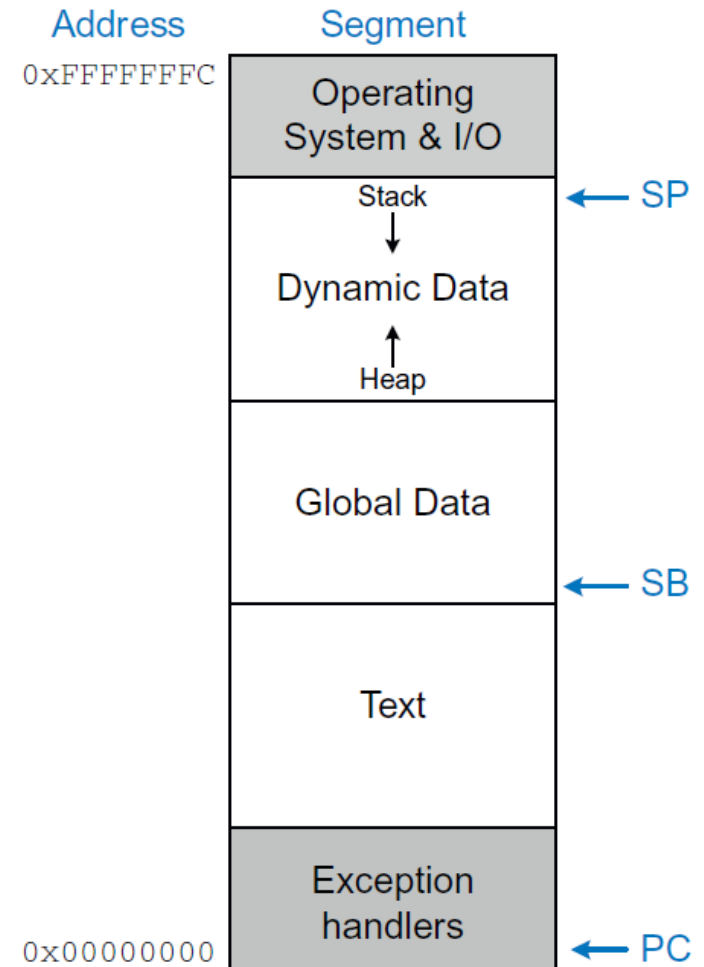 Address Segment
0xFFFFFFFC
Operating
System & I/O
Stack
SP
Dynamic Data
Heap
Global Data
SB
Text
Exception
handlers
0x00000000
PC